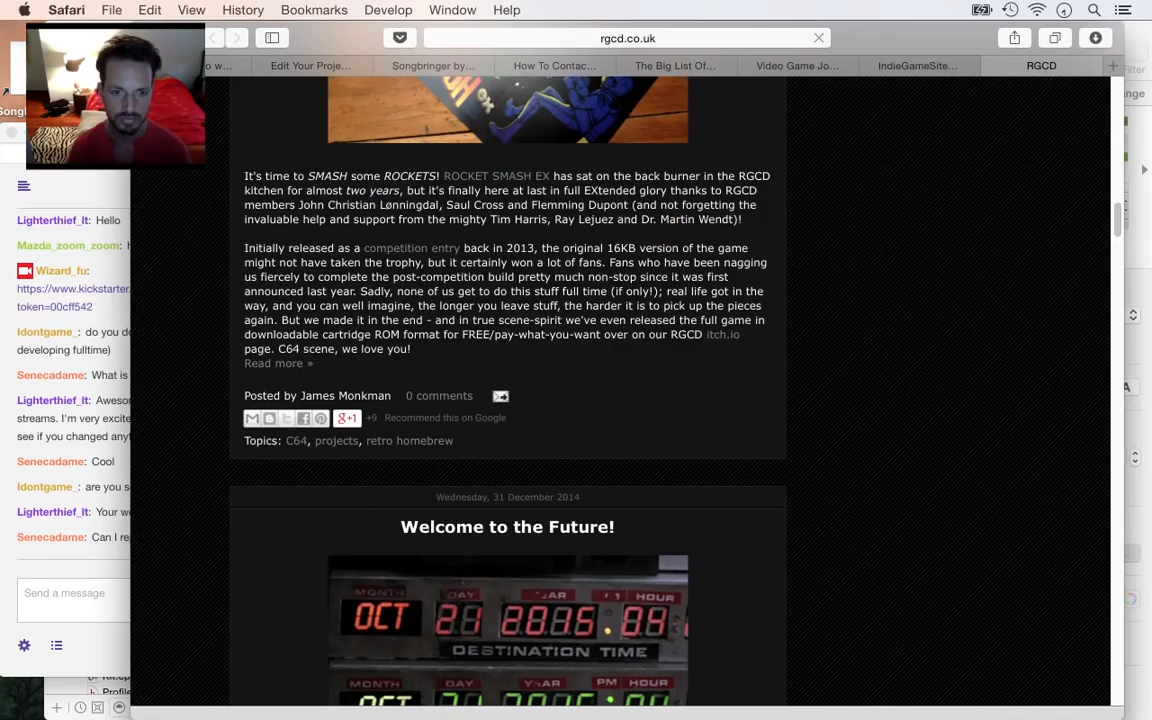 Safari File Edit View History Bookmarks Develop Window Help
rgcd.co.uk
Filter
o w... Edit Your Proje... Songbringer by... How To Contac... The Big List Of... Video Game Jo... IndieGameSite... RGCD
Lighterthief_lt: Hello
Mazda_zoom_zoom:
Wizard_fu:
https://www.kickstarter.
token=00cff542
Idontgame_: do you
developing fulltime)
Senecadame: What is
Lighterthief_lt:
streams. I'm very excite
see if you changed
Senecadame: Cool
Idontgame_: are you
Lighterthief_lt:
Senecadame: Can I
Send a message
EX
It's time to SMASH some ROCKETS! ROCKET SMASH EX has sat on the back burner in the RGCD
kitchen for almost two years, but it's finally here at last in full EXtended glory thanks to RGCD
members John Christian Lønningdal, Saul Cross and Flemming Dupont (and not forgetting the
invaluable help and support from the mighty Tim Harris, Ray Lejuez and Dr. Martin Wendt)!
Initially released as a competition entry back in 2013, the original 16KB version of the game
might not have taken the trophy, but it certainly won a lot of fans. Fans who have been nagging
us fiercely to complete the post-competition build pretty much non-stop since it was first
announced last year. Sadly, none of us get to do this stuff full time (if only!); real life got in the
way, and you can well imagine, the longer you leave stuff, the harder it is to pick up the pieces
again. But we made it in the end - and in true scene-spirit we've even released the full game in
downloadable cartridge ROM format for FREE/pay-what-you-want over on our RGCD itch.io
page. C64 scene, we love you!
Read more »
Posted by James Monkman 0 comments
g+1 +9 Recommend this on Google
Topics: C64, projects, retro homebrew
Wednesday, 31 December 2014
Welcome to the Future!
MONTH DAY YEAR HOUR
OCT 21 2015 04
DESTINATION TIME
MONTH DAY YEAR PM HOUR